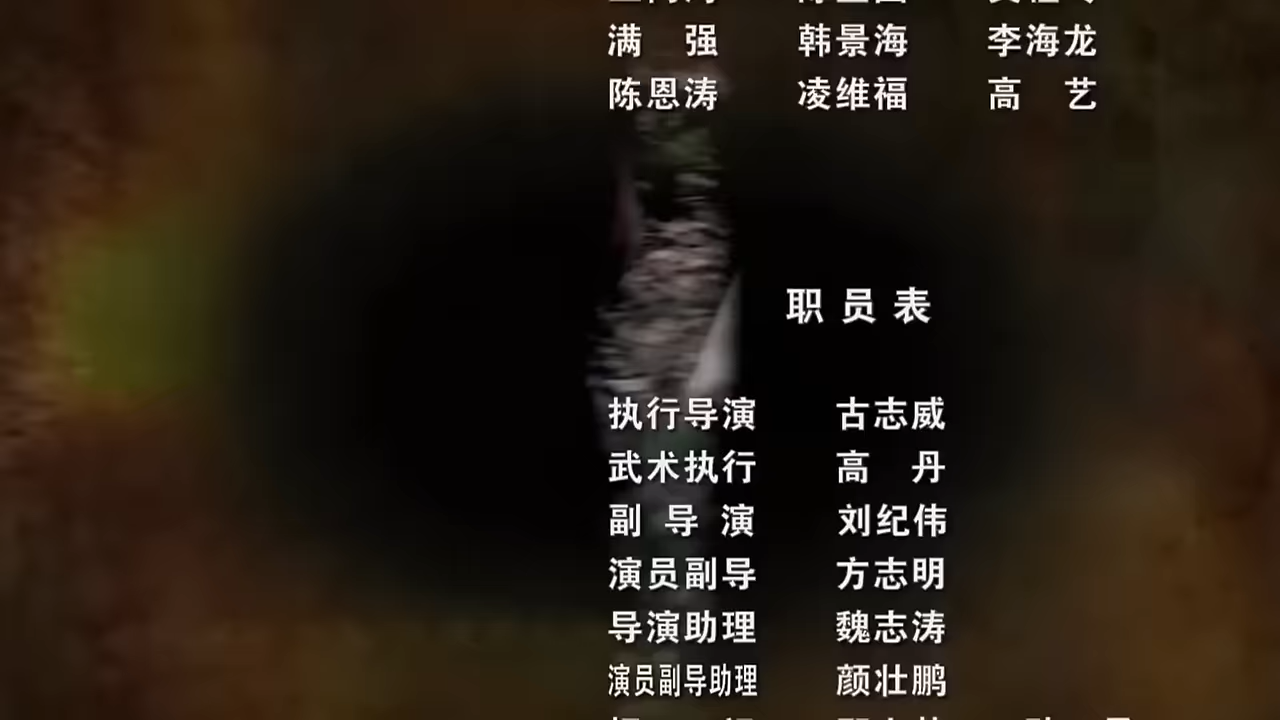 满 强 韩景海 李海龙
陈恩涛 凌维福 高 艺
职员表
执行导演 古志威
武术执行 高 丹
副导演 刘纪伟
演员副导 方志明
导演助理 魏志涛
演员副导助理 颜壮鹏